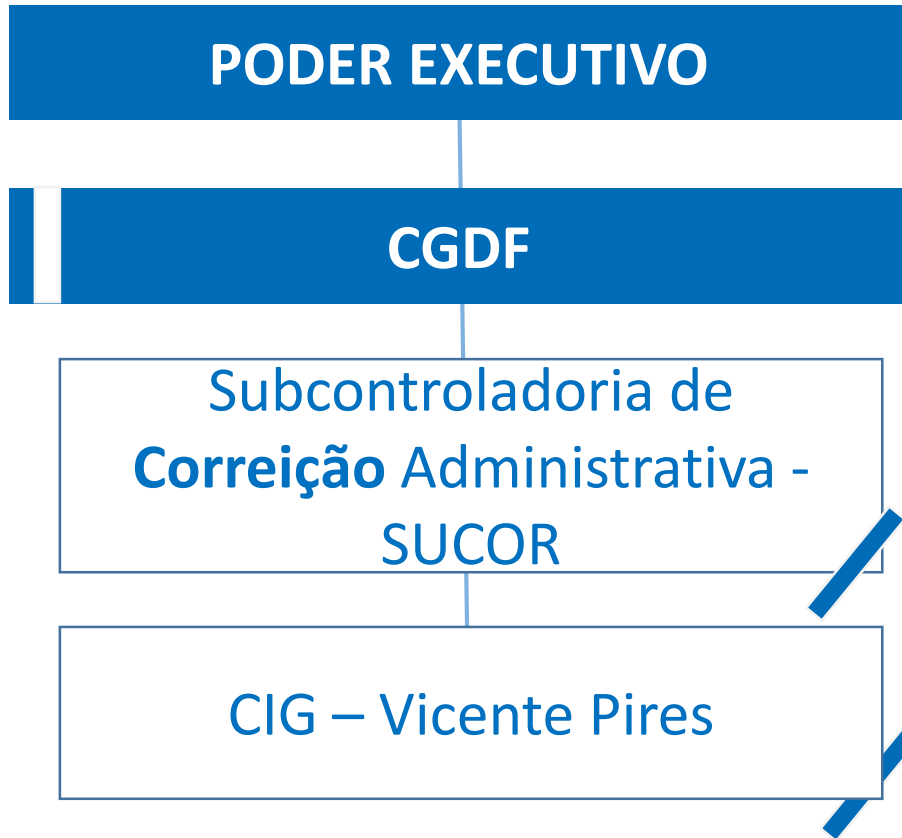 PODER EXECUTIVO
CGDF
Subcontroladoria de
Correição Administrativa -
SUCOR
CIG – Vicente Pires